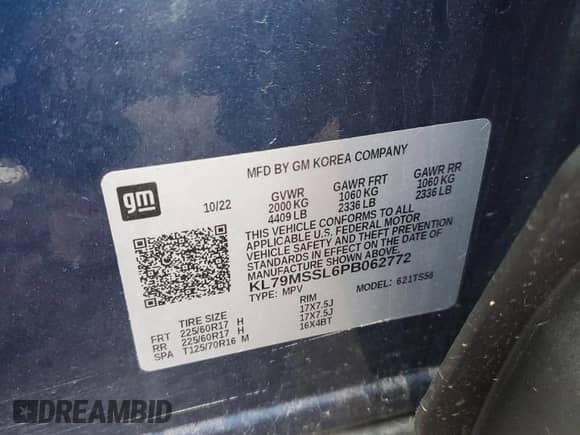 MFD BY GM KOREA COMPANY
gm
10/22
GVWR
2000 KG
4409 LB
GAWR FRT
1060 KG
2336 LB
GAWR RR
1060 KG
2336 LB
THIS VEHICLE CONFORMS TO ALL
APPLICABLE U.S. FEDERAL MOTOR
VEHICLE SAFETY AND THEFT PREVENTION
STANDARDS IN EFFECT ON THE DATE OF
MANUFACTURE SHOWN ABOVE.
KL79MSSL6PB062772
TYPE: MPV
MODEL: 621TS56
TIRE SIZE RIM
FRT 225/60R17 H 17X7.5J
RR 225/60R17 H 17X7.5J
SPA T125/70R16 M 16X4BT
DREAMBID